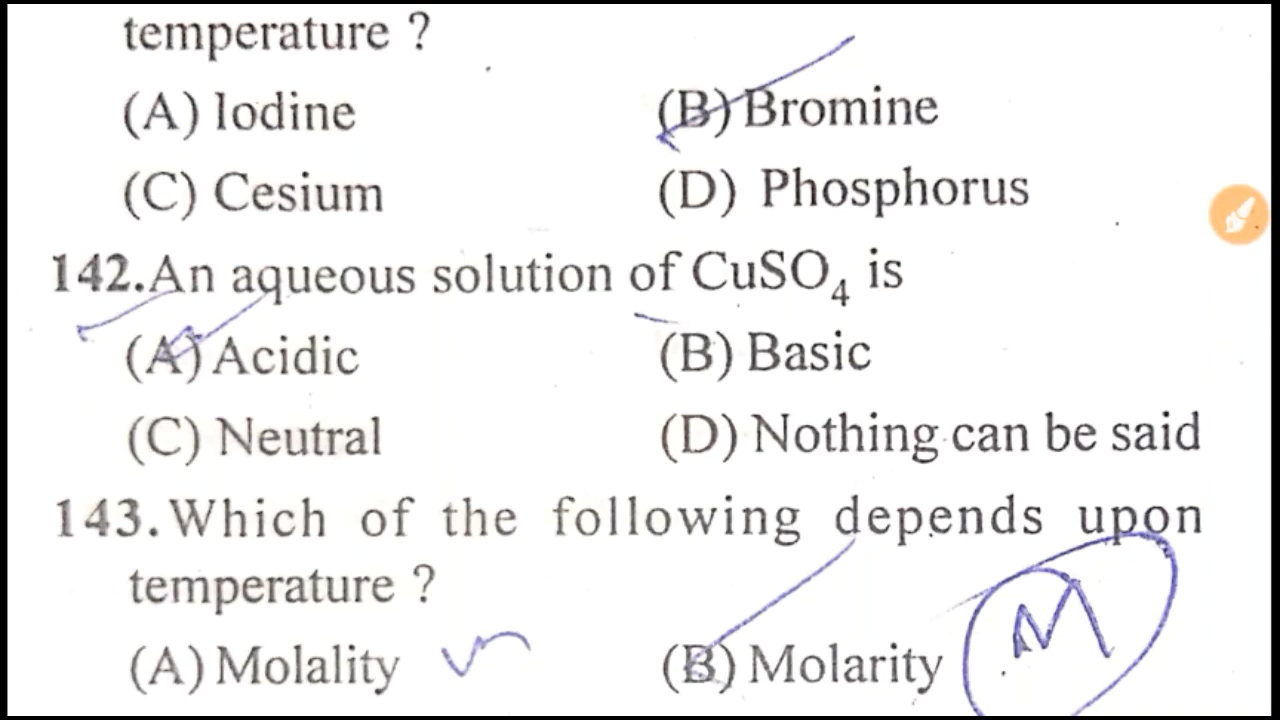 temperature ?
(A) Iodine (B) Bromine
(C) Cesium (D) Phosphorus
142. An aqueous solution of CuSO₄ is
(A) Acidic (B) Basic
(C) Neutral (D) Nothing can be said
143. Which of the following depends upon
temperature ?
(A) Molality (B) Molarity M